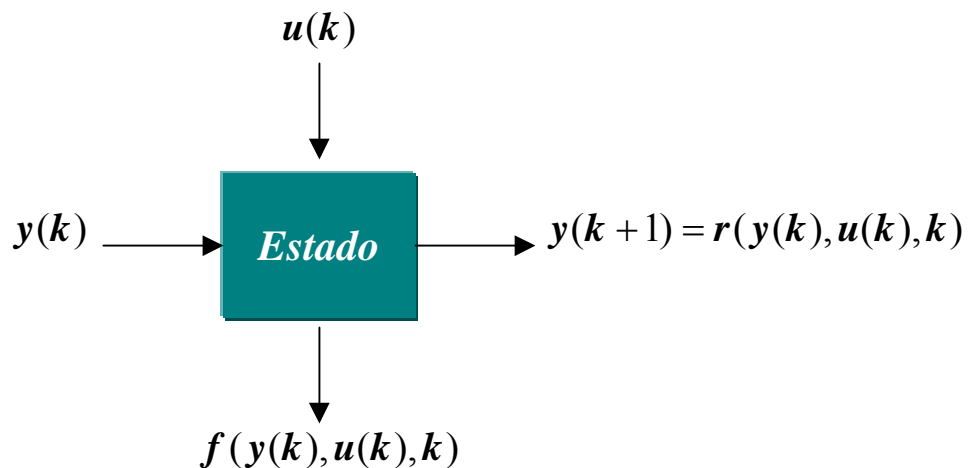 u(k)
y(k)
Estado
y(k + 1) = r(y(k),u(k),k)
f(y(k),u(k),k)